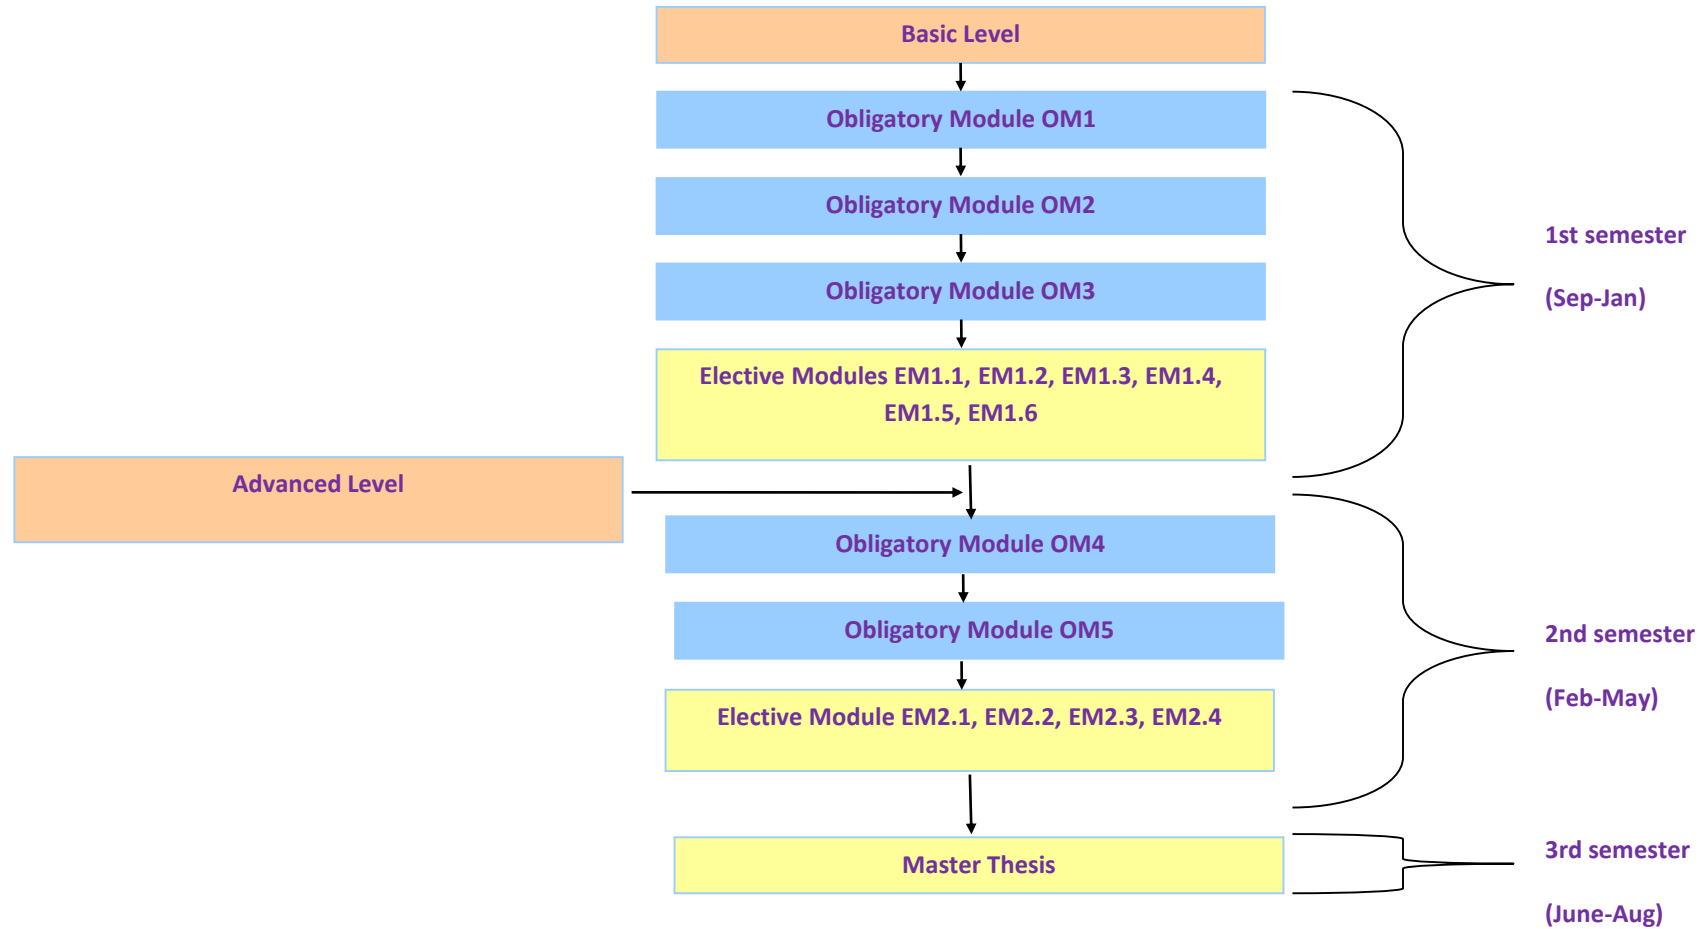 Basic Level
Obligatory Module OM1
Obligatory Module OM2
Obligatory Module OM3
Elective Modules EM1.1, EM1.2, EM1.3, EM1.4,
EM1.5, EM1.6
1st semester
(Sep-Jan)
Advanced Level
Obligatory Module OM4
Obligatory Module OM5
Elective Module EM2.1, EM2.2, EM2.3, EM2.4
2nd semester
(Feb-May)
Master Thesis
3rd semester
(June-Aug)